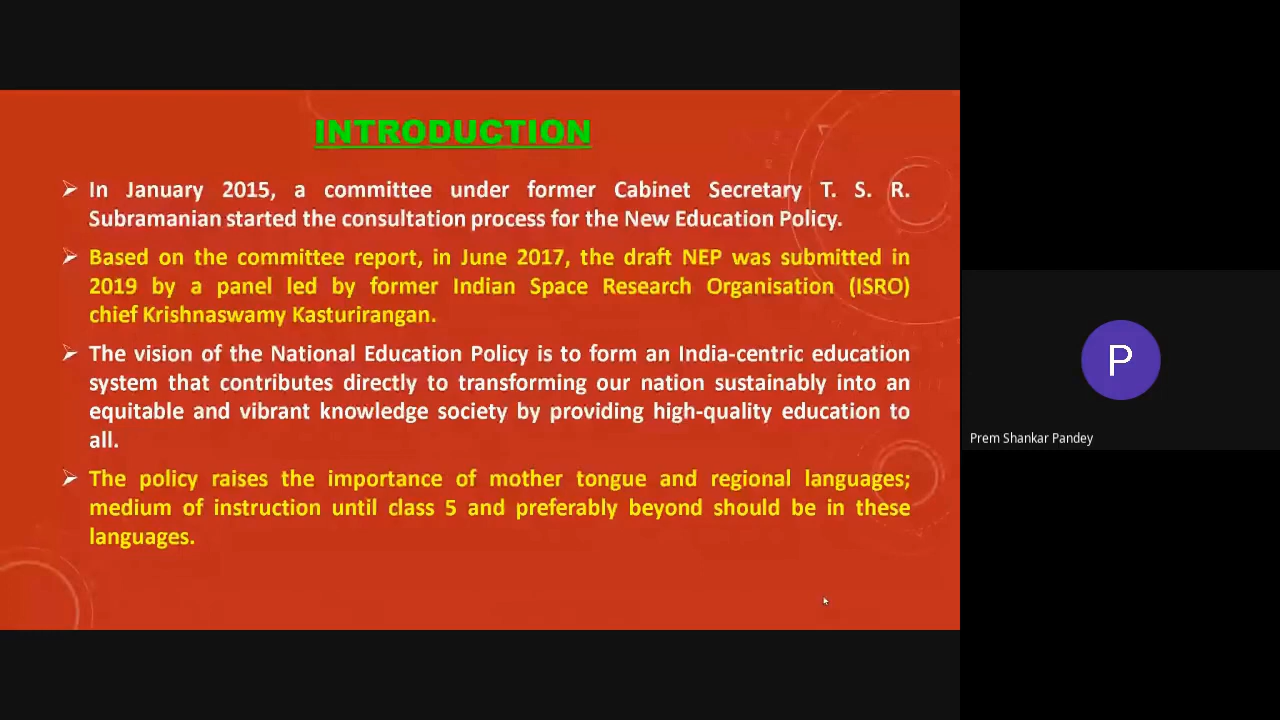 INTRODUCTION
➢ In January 2015, a committee under former Cabinet Secretary T. S. R.
Subramanian started the consultation process for the New Education Policy.
➢ Based on the committee report, in June 2017, the draft NEP was submitted in
2019 by a panel led by former Indian Space Research Organisation (ISRO)
chief Krishnaswamy Kasturirangan.
➢ The vision of the National Education Policy is to form an India-centric education
system that contributes directly to transforming our nation sustainably into an
equitable and vibrant knowledge society by providing high-quality education to
all.
➢ The policy raises the importance of mother tongue and regional languages;
medium of instruction until class 5 and preferably beyond should be in these
languages.
P
Prem Shankar Pandey